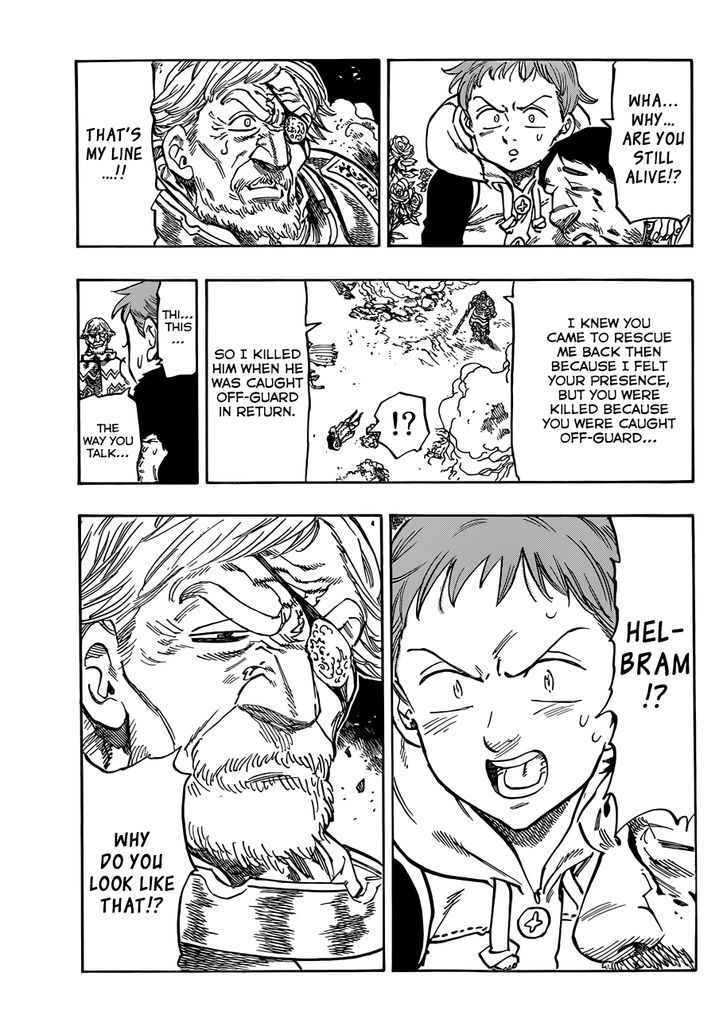 WHA...
WHY...
ARE YOU
STILL
ALIVE!?
THAT'S
MY LINE
...!!
I KNEW YOU
CAME TO RESCUE
ME BACK THEN
BECAUSE I FELT
YOUR PRESENCE,
BUT YOU WERE
KILLED BECAUSE
YOU WERE CAUGHT
OFF-GUARD...
!?
SO I KILLED
HIM WHEN HE
WAS CAUGHT
OFF-GUARD
IN RETURN.
THI...
THIS
...
THE
WAY YOU
TALK...
HEL-
BRAM
!?
WHY
DO YOU
LOOK LIKE
THAT!?